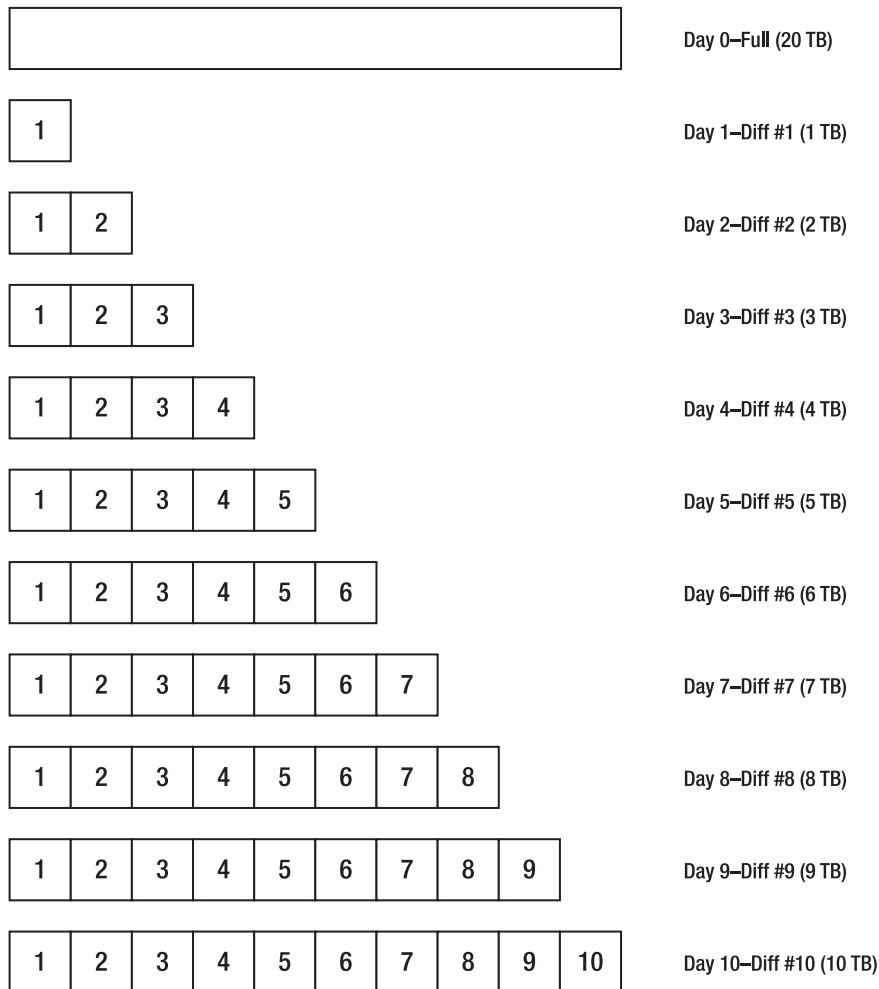 Day 0–Full (20 TB)
1 Day 1–Diff #1 (1 TB)
1 2 Day 2–Diff #2 (2 TB)
1 2 3 Day 3–Diff #3 (3 TB)
1 2 3 4 Day 4–Diff #4 (4 TB)
1 2 3 4 5 Day 5–Diff #5 (5 TB)
1 2 3 4 5 6 Day 6–Diff #6 (6 TB)
1 2 3 4 5 6 7 Day 7–Diff #7 (7 TB)
1 2 3 4 5 6 7 8 Day 8–Diff #8 (8 TB)
1 2 3 4 5 6 7 8 9 Day 9–Diff #9 (9 TB)
1 2 3 4 5 6 7 8 9 10 Day 10–Diff #10 (10 TB)